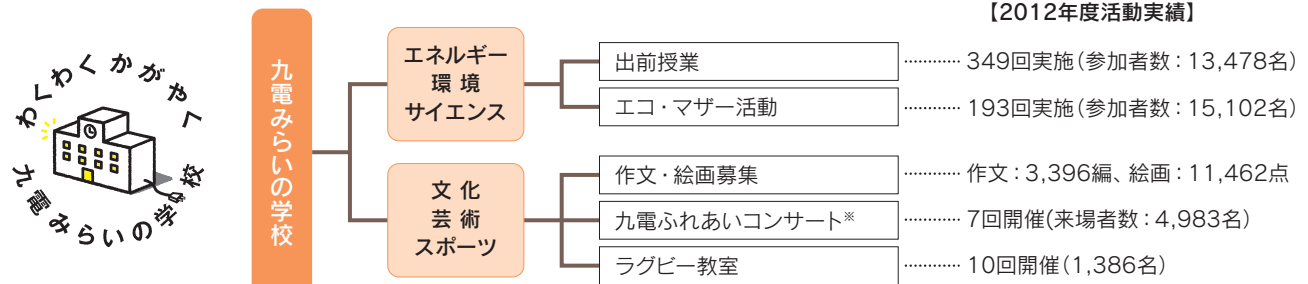 【2012年度活動実績】
わくわくかがやく
九電みらいの学校
九電みらいの学校
エネルギー
環 境
サイエンス
出前授業
349回実施(参加者数：13,478名)
エコ・マザー活動
193回実施(参加者数：15,102名)
文 化
芸 術
スポーツ
作文・絵画募集
作文：3,396編、絵画：11,462点
九電ふれあいコンサート※
7回開催(来場者数：4,983名)
ラグビー教室
10回開催(1,386名)